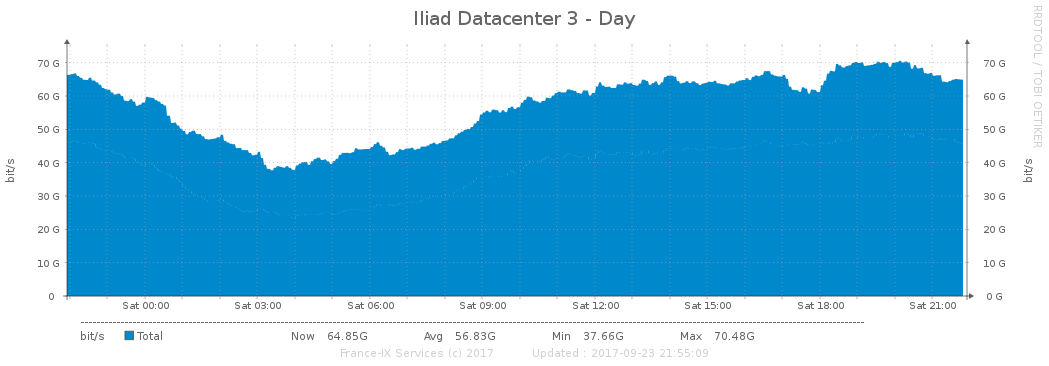 Iliad Datacenter 3 - Day
RRDTOOL / TOBI OETIKER
bit/s
70 G
60 G
50 G
40 G
30 G
20 G
10 G
0
70 G
60 G
50 G
40 G
30 G
20 G
10 G
0 G
bit/s
Sat 00:00 Sat 03:00 Sat 06:00 Sat 09:00 Sat 12:00 Sat 15:00 Sat 18:00 Sat 21:00
bit/s Total Now 64.85G Avg 56.83G Min 37.66G Max 70.48G
France-IX Services (c) 2017 Updated : 2017-09-23 21:55:09